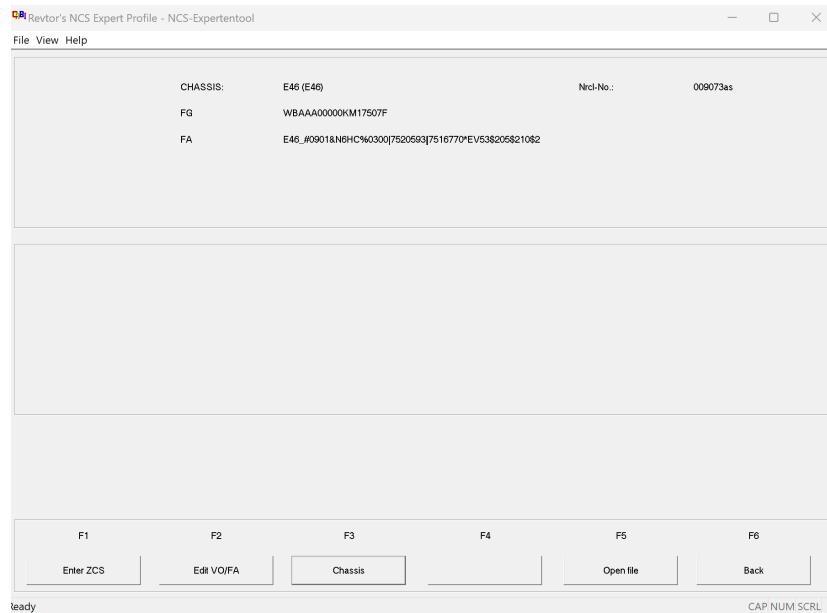 Revtor's NCS Expert Profile - NCS-Expertentool
File View Help
CHASSIS: E46 (E46) Nrcl-No.: 009073as
FG WBAAA00000KM17507F
FA E46_#0901&N6HC%0300|7520593|7516770*EV53$205$210$2
F1 F2 F3 F4 F5 F6
Enter ZCS Edit VO/FA Chassis Open file Back
Ready CAP NUM SCRL